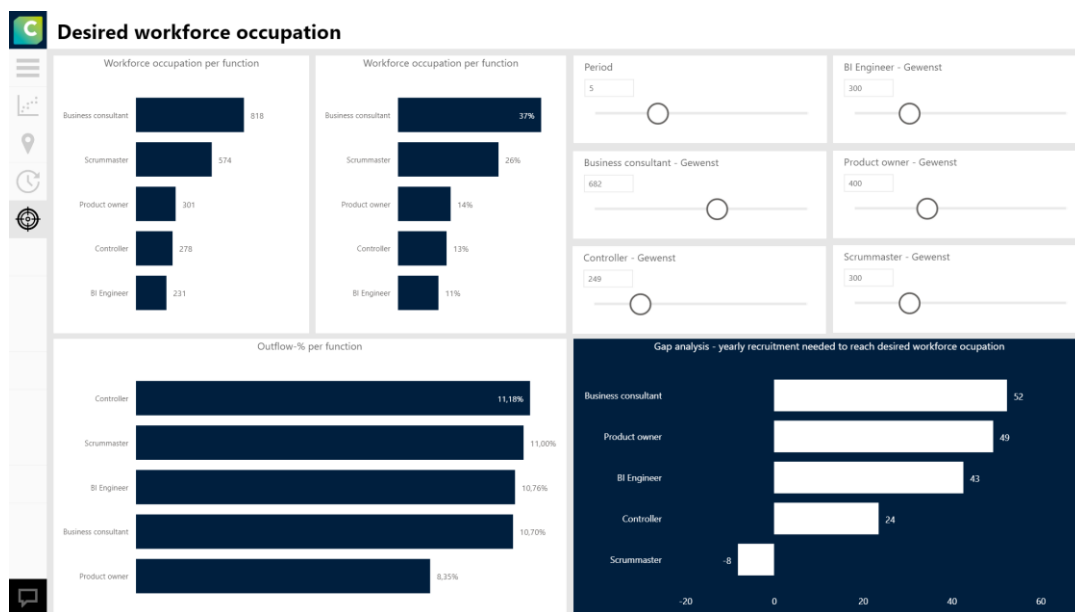 C
Desired workforce occupation
Workforce occupation per function
Business consultant 818
Scrummaster 574
Product owner 301
Controller 278
BI Engineer 231
Workforce occupation per function
Business consultant 37%
Scrummaster 26%
Product owner 14%
Controller 13%
BI Engineer 11%
Period
5
BI Engineer - Gewenst
300
Business consultant - Gewenst
682
Product owner - Gewenst
400
Controller - Gewenst
249
Scrummaster - Gewenst
300
Outflow-% per function
Controller 11,18%
Scrummaster 11,00%
BI Engineer 10,76%
Business consultant 10,70%
Product owner 8,35%
Gap analysis - yearly recruitment needed to reach desired workforce ocupation
Business consultant 52
Product owner 49
BI Engineer 43
Controller 24
Scrummaster -8
-20 0 20 40 60